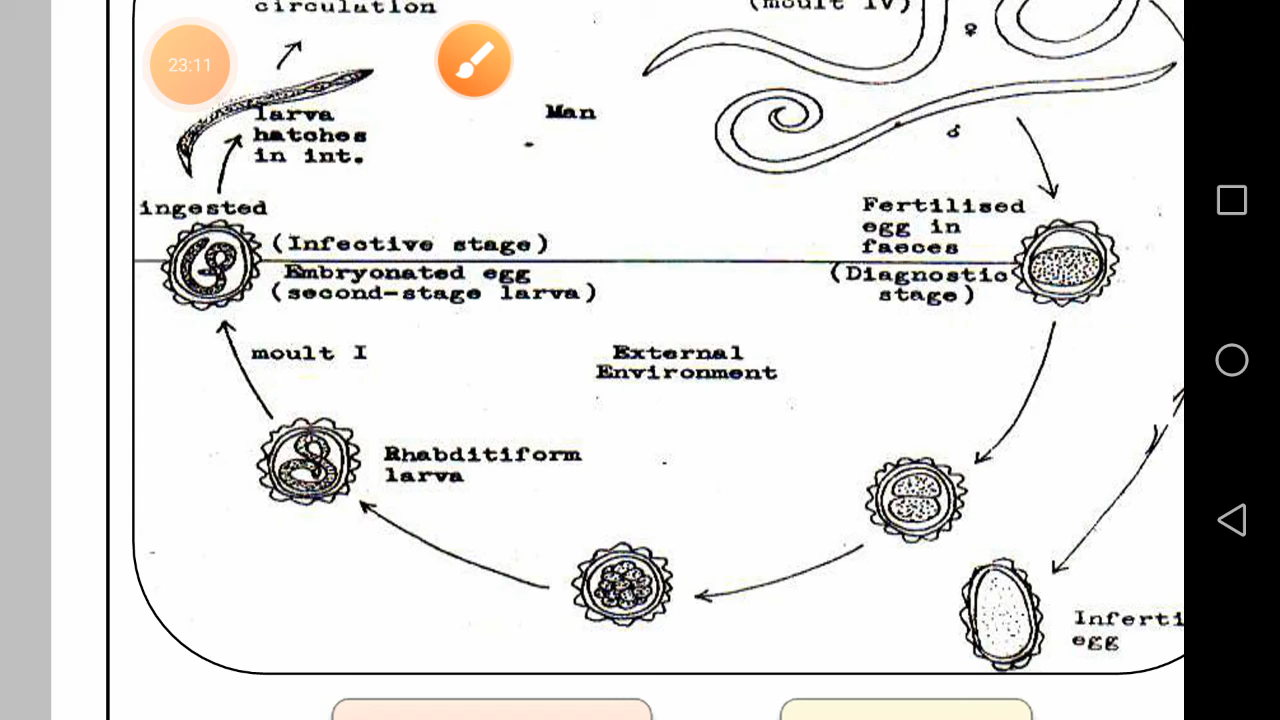 circulation
(moult IV)
23:11
♀
larva
hatches
in int.
Man
♂
ingested
Fertilised
egg in
faeces
(Infective stage)
Embryonated egg
(second-stage larva)
(Diagnostic
stage)
moult I
External
Environment
Rhabditiform
larva
Inferti
egg